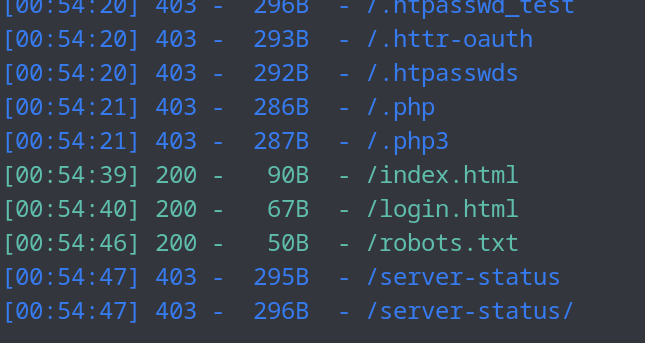 [00:54:20] 403 -   296B  - /.htpasswd_test
[00:54:20] 403 -   293B  - /.httr-oauth
[00:54:20] 403 -   292B  - /.htpasswds
[00:54:21] 403 -   286B  - /.php
[00:54:21] 403 -   287B  - /.php3
[00:54:39] 200 -    90B  - /index.html
[00:54:40] 200 -    67B  - /login.html
[00:54:46] 200 -    50B  - /robots.txt
[00:54:47] 403 -   295B  - /server-status
[00:54:47] 403 -   296B  - /server-status/